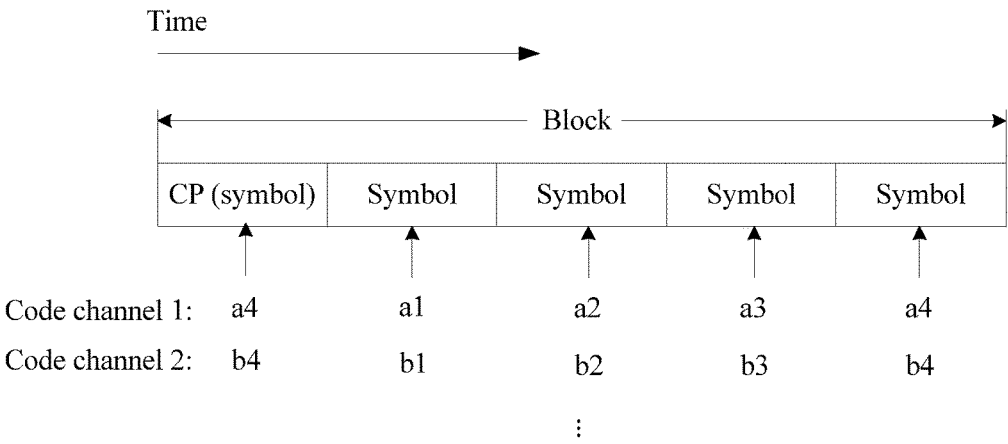 Time
Block
CP (symbol) Symbol Symbol Symbol Symbol
Code channel 1: a4 a1 a2 a3 a4
Code channel 2: b4 b1 b2 b3 b4
⋮